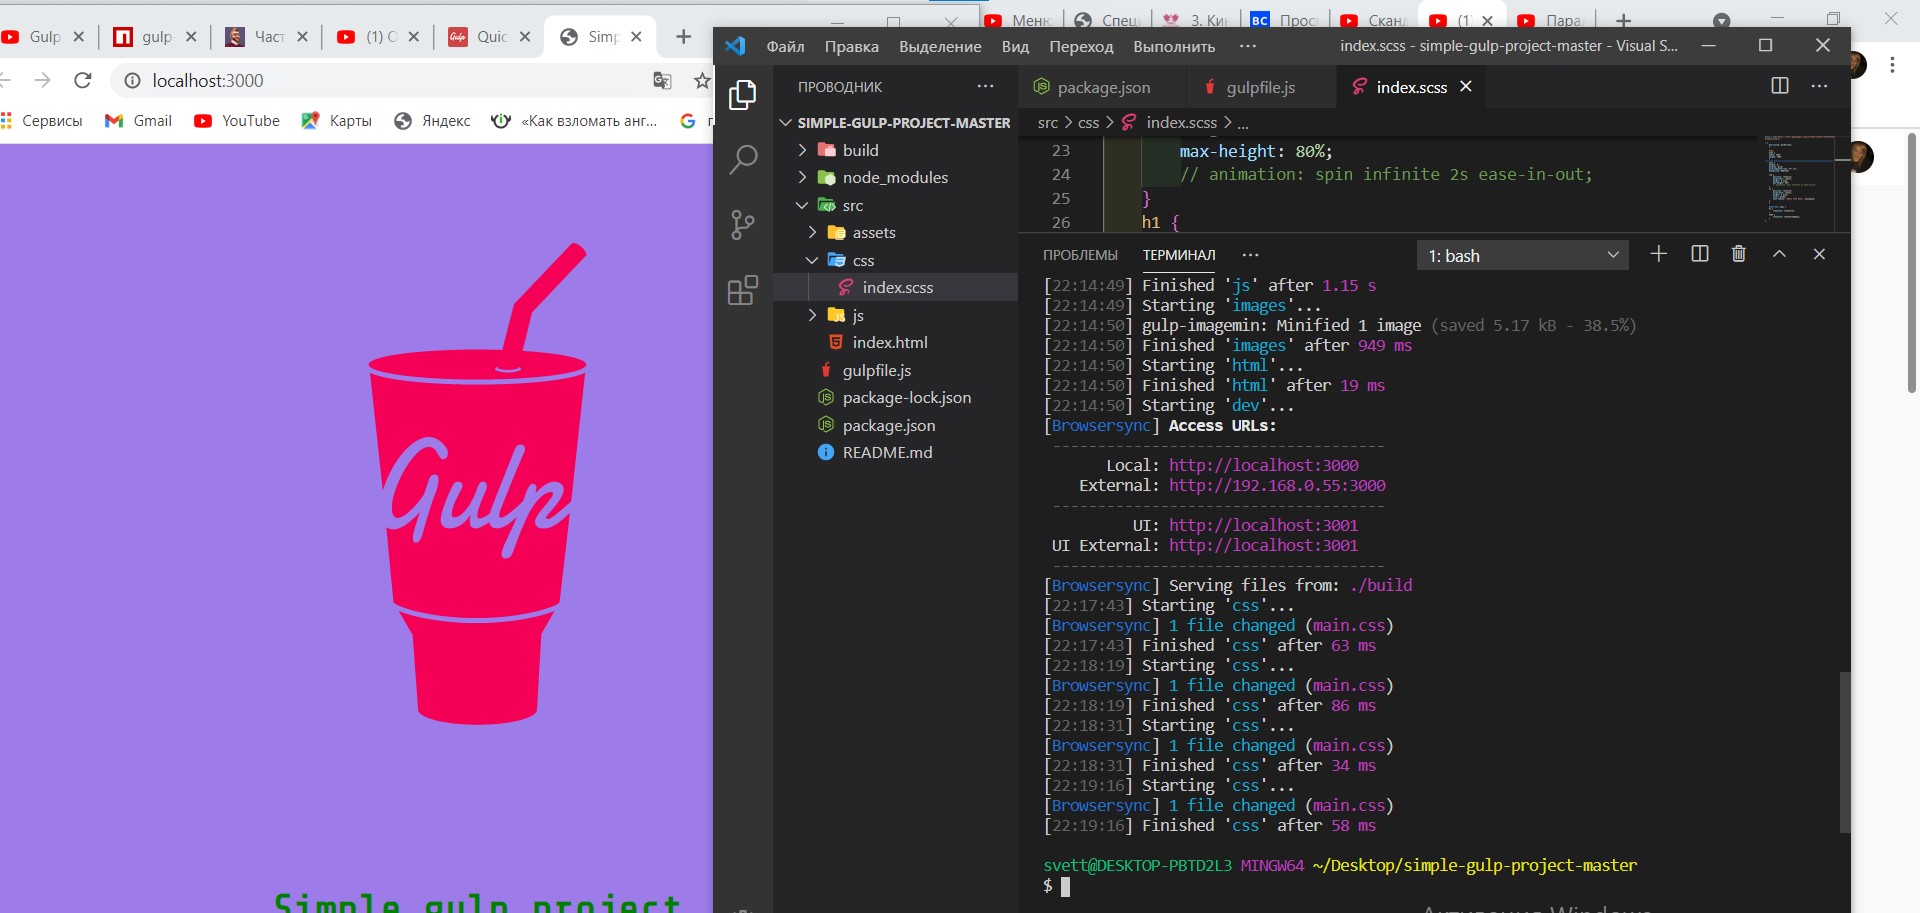 Gulp
gulp-
Част
(1) О
Quic
Simp
localhost:3000
Сервисы
Gmail
YouTube
Карты
Яндекс
«Как взломать анг...
Gulp
Simple gulp project
Меню
Спеці
3. Кин
ВС
Прос
Сканд
(1)
Пара
Файл Правка Выделение Вид Переход Выполнить ···
index.scss - simple-gulp-project-master - Visual S...
ПРОВОДНИК
SIMPLE-GULP-PROJECT-MASTER
build
node_modules
src
assets
css
index.scss
js
index.html
gulpfile.js
package-lock.json
package.json
README.md
package.json
gulpfile.js
index.scss
src > css > index.scss > ...
23 max-height: 80%;
24 // animation: spin infinite 2s ease-in-out;
25 }
26 h1 {
ПРОБЛЕМЫ ТЕРМИНАЛ ···
1: bash
[22:14:49] Finished 'js' after 1.15 s
[22:14:49] Starting 'images'...
[22:14:50] gulp-imagemin: Minified 1 image (saved 5.17 kB - 38.5%)
[22:14:50] Finished 'images' after 949 ms
[22:14:50] Starting 'html'...
[22:14:50] Finished 'html' after 19 ms
[22:14:50] Starting 'dev'...
[Browsersync] Access URLs:
-------------------------------------
Local: http://localhost:3000
External: http://192.168.0.55:3000
-------------------------------------
UI: http://localhost:3001
UI External: http://localhost:3001
-------------------------------------
[Browsersync] Serving files from: ./build
[22:17:43] Starting 'css'...
[Browsersync] 1 file changed (main.css)
[22:17:43] Finished 'css' after 63 ms
[22:18:19] Starting 'css'...
[Browsersync] 1 file changed (main.css)
[22:18:19] Finished 'css' after 86 ms
[22:18:31] Starting 'css'...
[Browsersync] 1 file changed (main.css)
[22:18:31] Finished 'css' after 34 ms
[22:19:16] Starting 'css'...
[Browsersync] 1 file changed (main.css)
[22:19:16] Finished 'css' after 58 ms
svett@DESKTOP-PBTD2L3 MINGW64 ~/Desktop/simple-gulp-project-master
$